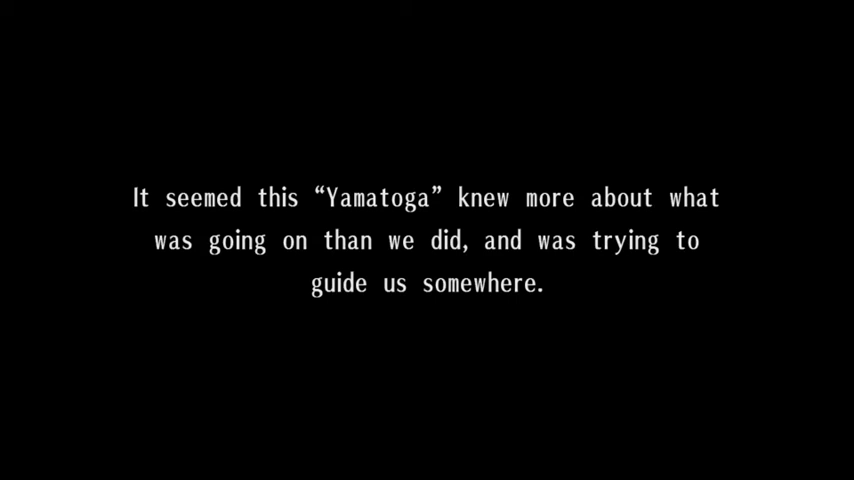 It seemed this “Yamatoga” knew more about what
was going on than we did, and was trying to
guide us somewhere.